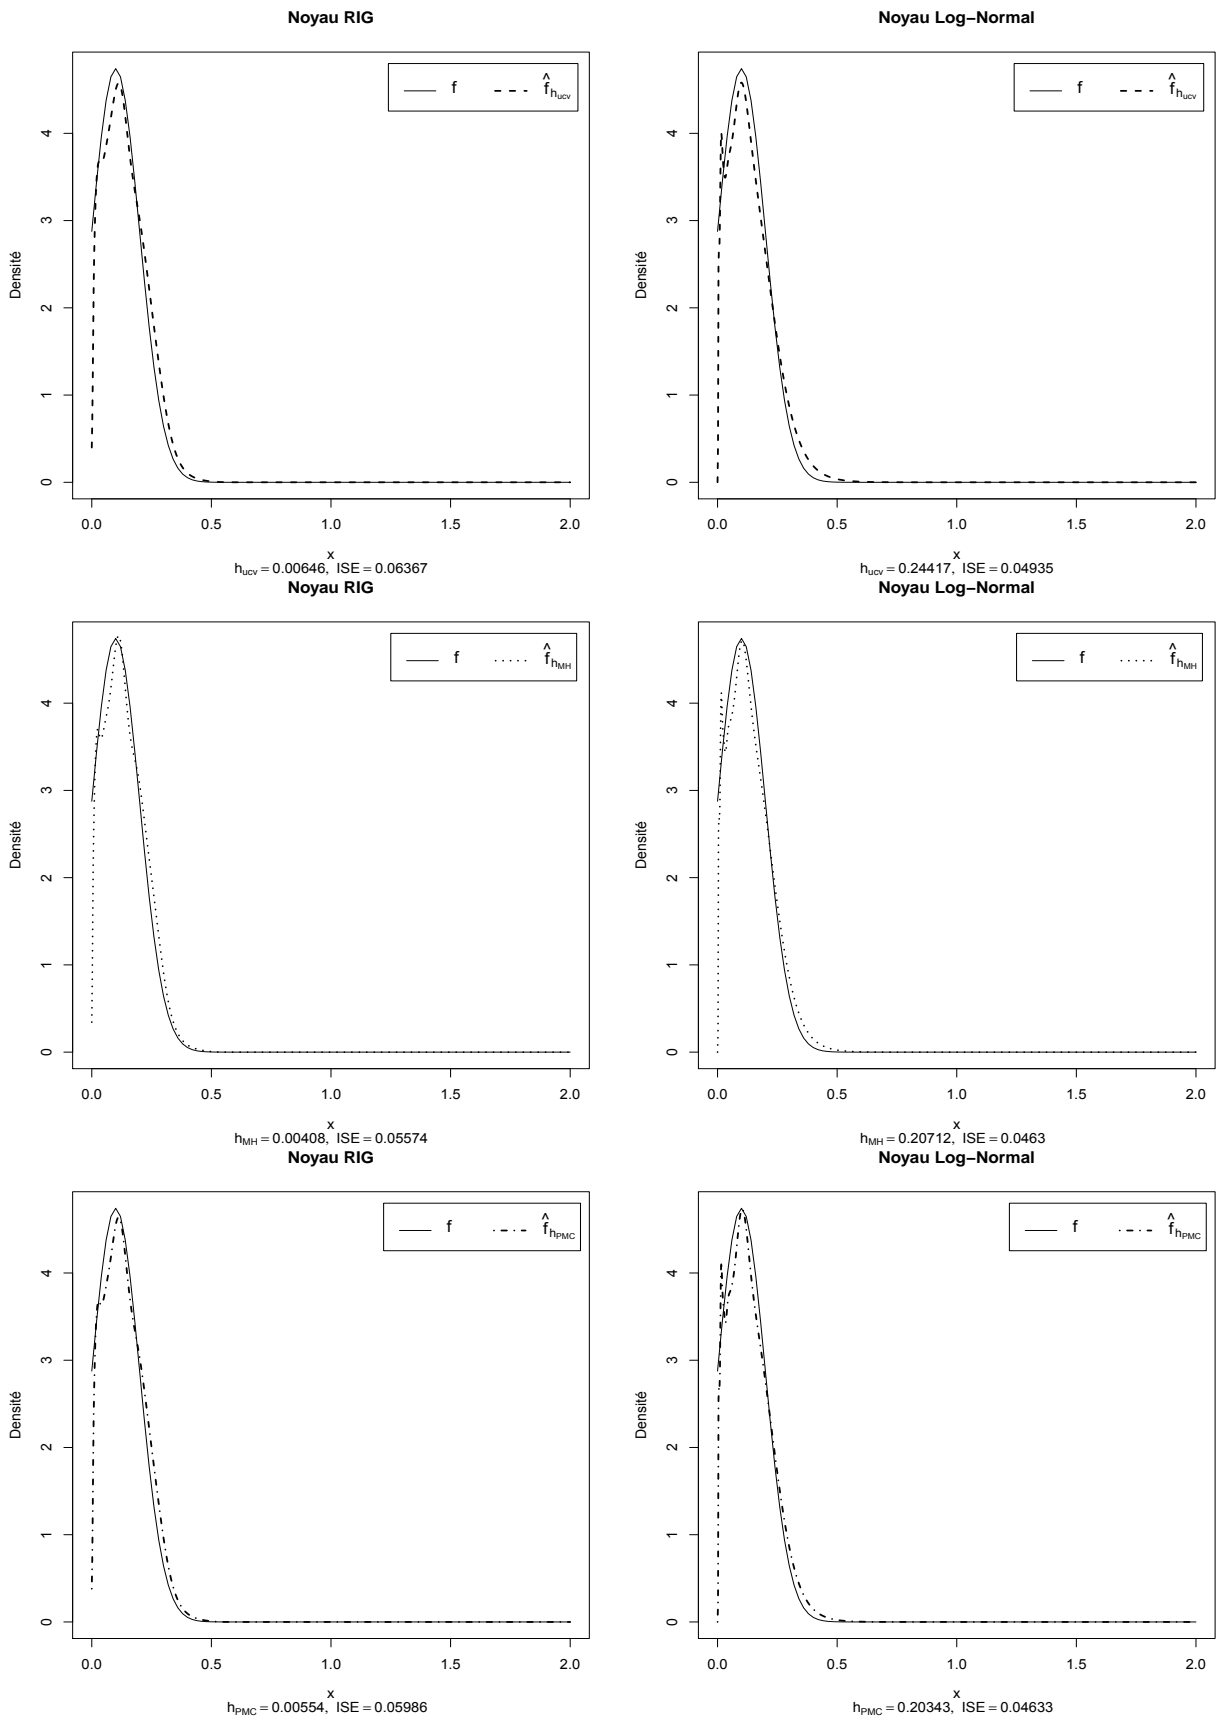 Noyau RIG
f f̂hucv
Densité
4
3
2
1
0
0.0 0.5 1.0 1.5 2.0
x
hucv = 0.00646, ISE = 0.06367
Noyau Log−Normal
f f̂hucv
Densité
4
3
2
1
0
0.0 0.5 1.0 1.5 2.0
x
hucv = 0.24417, ISE = 0.04935
Noyau RIG
f f̂hMH
Densité
4
3
2
1
0
0.0 0.5 1.0 1.5 2.0
x
hMH = 0.00408, ISE = 0.05574
Noyau Log−Normal
f f̂hMH
Densité
4
3
2
1
0
0.0 0.5 1.0 1.5 2.0
x
hMH = 0.20712, ISE = 0.0463
Noyau RIG
f f̂hPMC
Densité
4
3
2
1
0
0.0 0.5 1.0 1.5 2.0
x
hPMC = 0.00554, ISE = 0.05986
Noyau Log−Normal
f f̂hPMC
Densité
4
3
2
1
0
0.0 0.5 1.0 1.5 2.0
x
hPMC = 0.20343, ISE = 0.04633